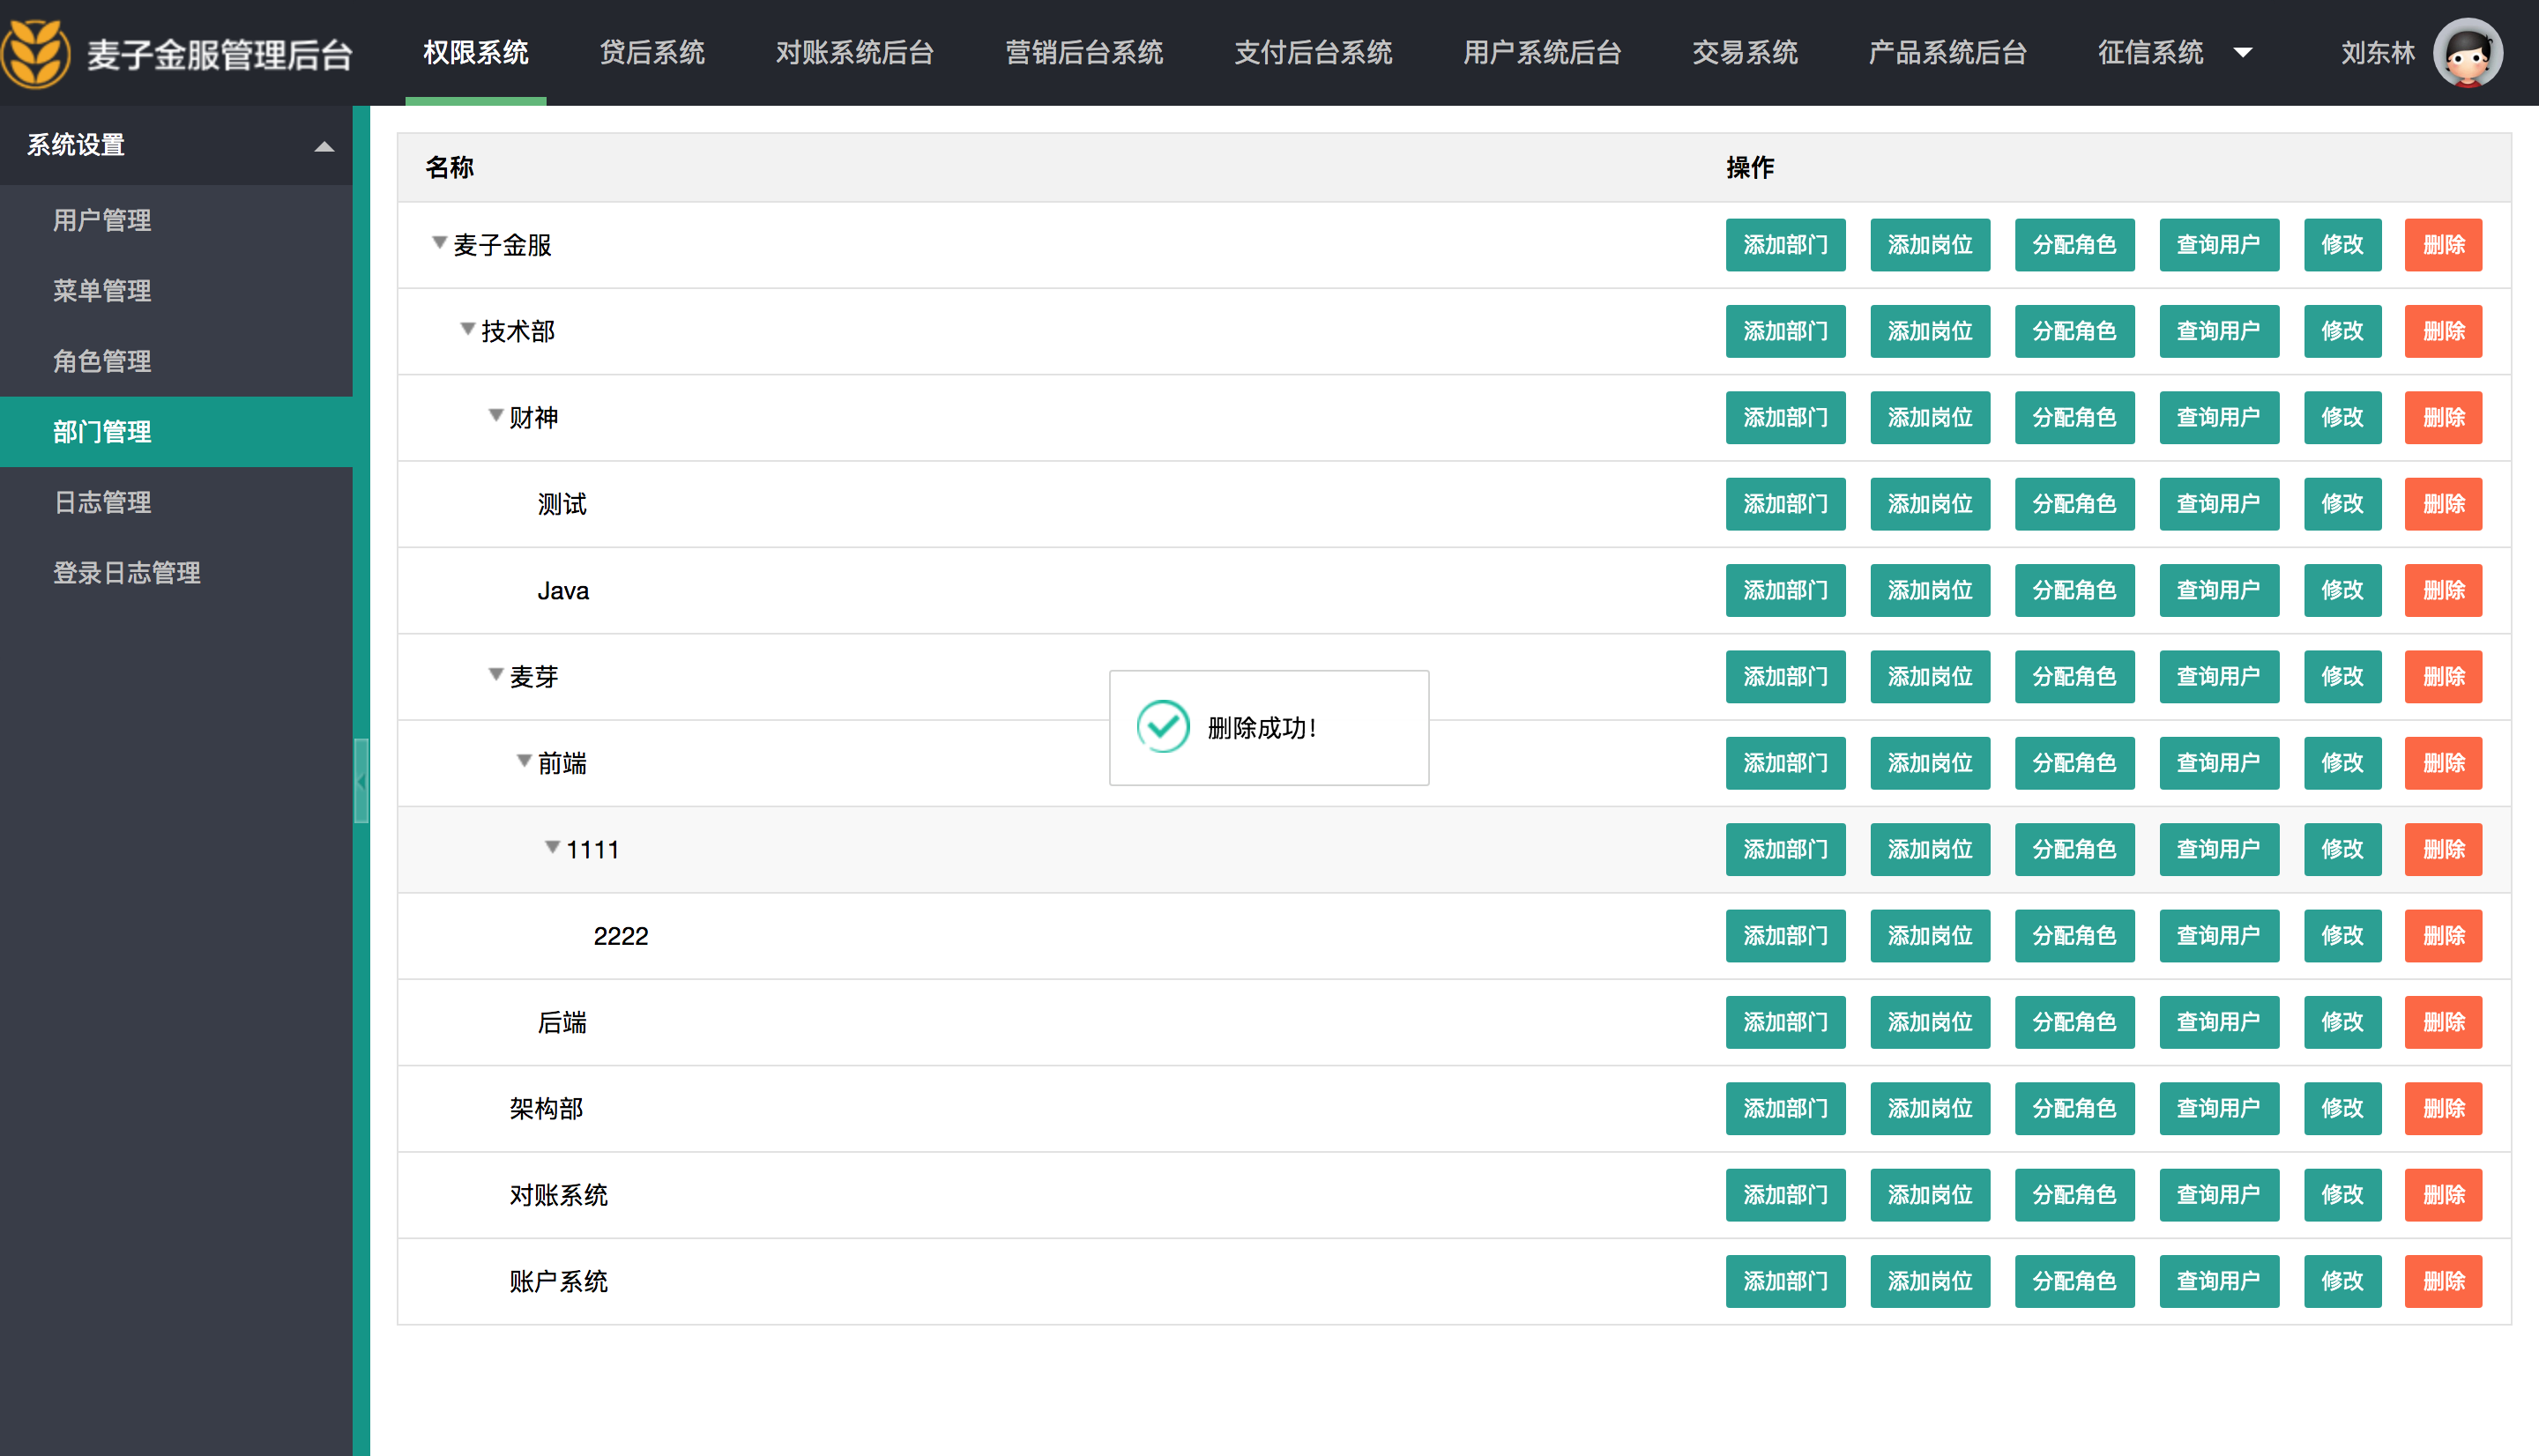 麦子金服管理后台 权限系统 贷后系统 对账系统后台 营销后台系统 支付后台系统 用户系统后台 交易系统 产品系统后台 征信系统 刘东林
系统设置
用户管理
菜单管理
角色管理
部门管理
日志管理
登录日志管理
名称 操作
麦子金服 添加部门 添加岗位 分配角色 查询用户 修改 删除
技术部 添加部门 添加岗位 分配角色 查询用户 修改 删除
财神 添加部门 添加岗位 分配角色 查询用户 修改 删除
测试 添加部门 添加岗位 分配角色 查询用户 修改 删除
Java 添加部门 添加岗位 分配角色 查询用户 修改 删除
麦芽 添加部门 添加岗位 分配角色 查询用户 修改 删除
删除成功!
前端 添加部门 添加岗位 分配角色 查询用户 修改 删除
1111 添加部门 添加岗位 分配角色 查询用户 修改 删除
2222 添加部门 添加岗位 分配角色 查询用户 修改 删除
后端 添加部门 添加岗位 分配角色 查询用户 修改 删除
架构部 添加部门 添加岗位 分配角色 查询用户 修改 删除
对账系统 添加部门 添加岗位 分配角色 查询用户 修改 删除
账户系统 添加部门 添加岗位 分配角色 查询用户 修改 删除